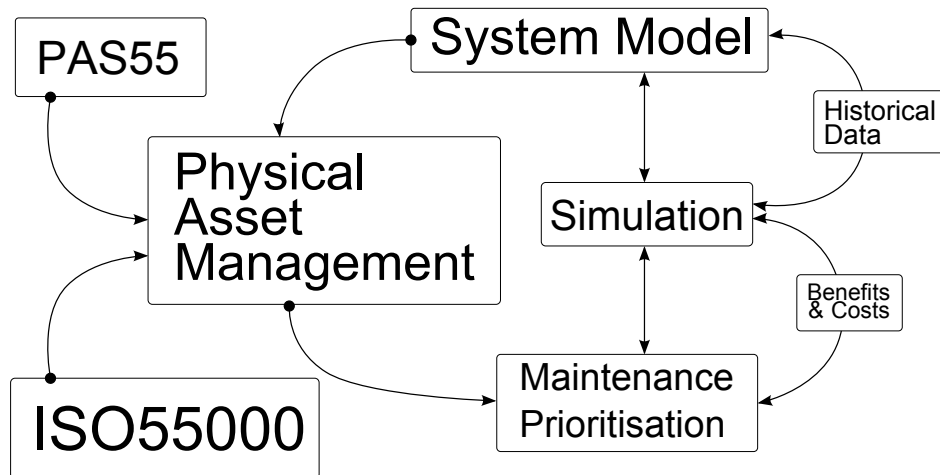 PAS55
System Model
Historical
Data
Physical
Asset
Management
Simulation
Benefits
& Costs
Maintenance
Prioritisation
ISO55000